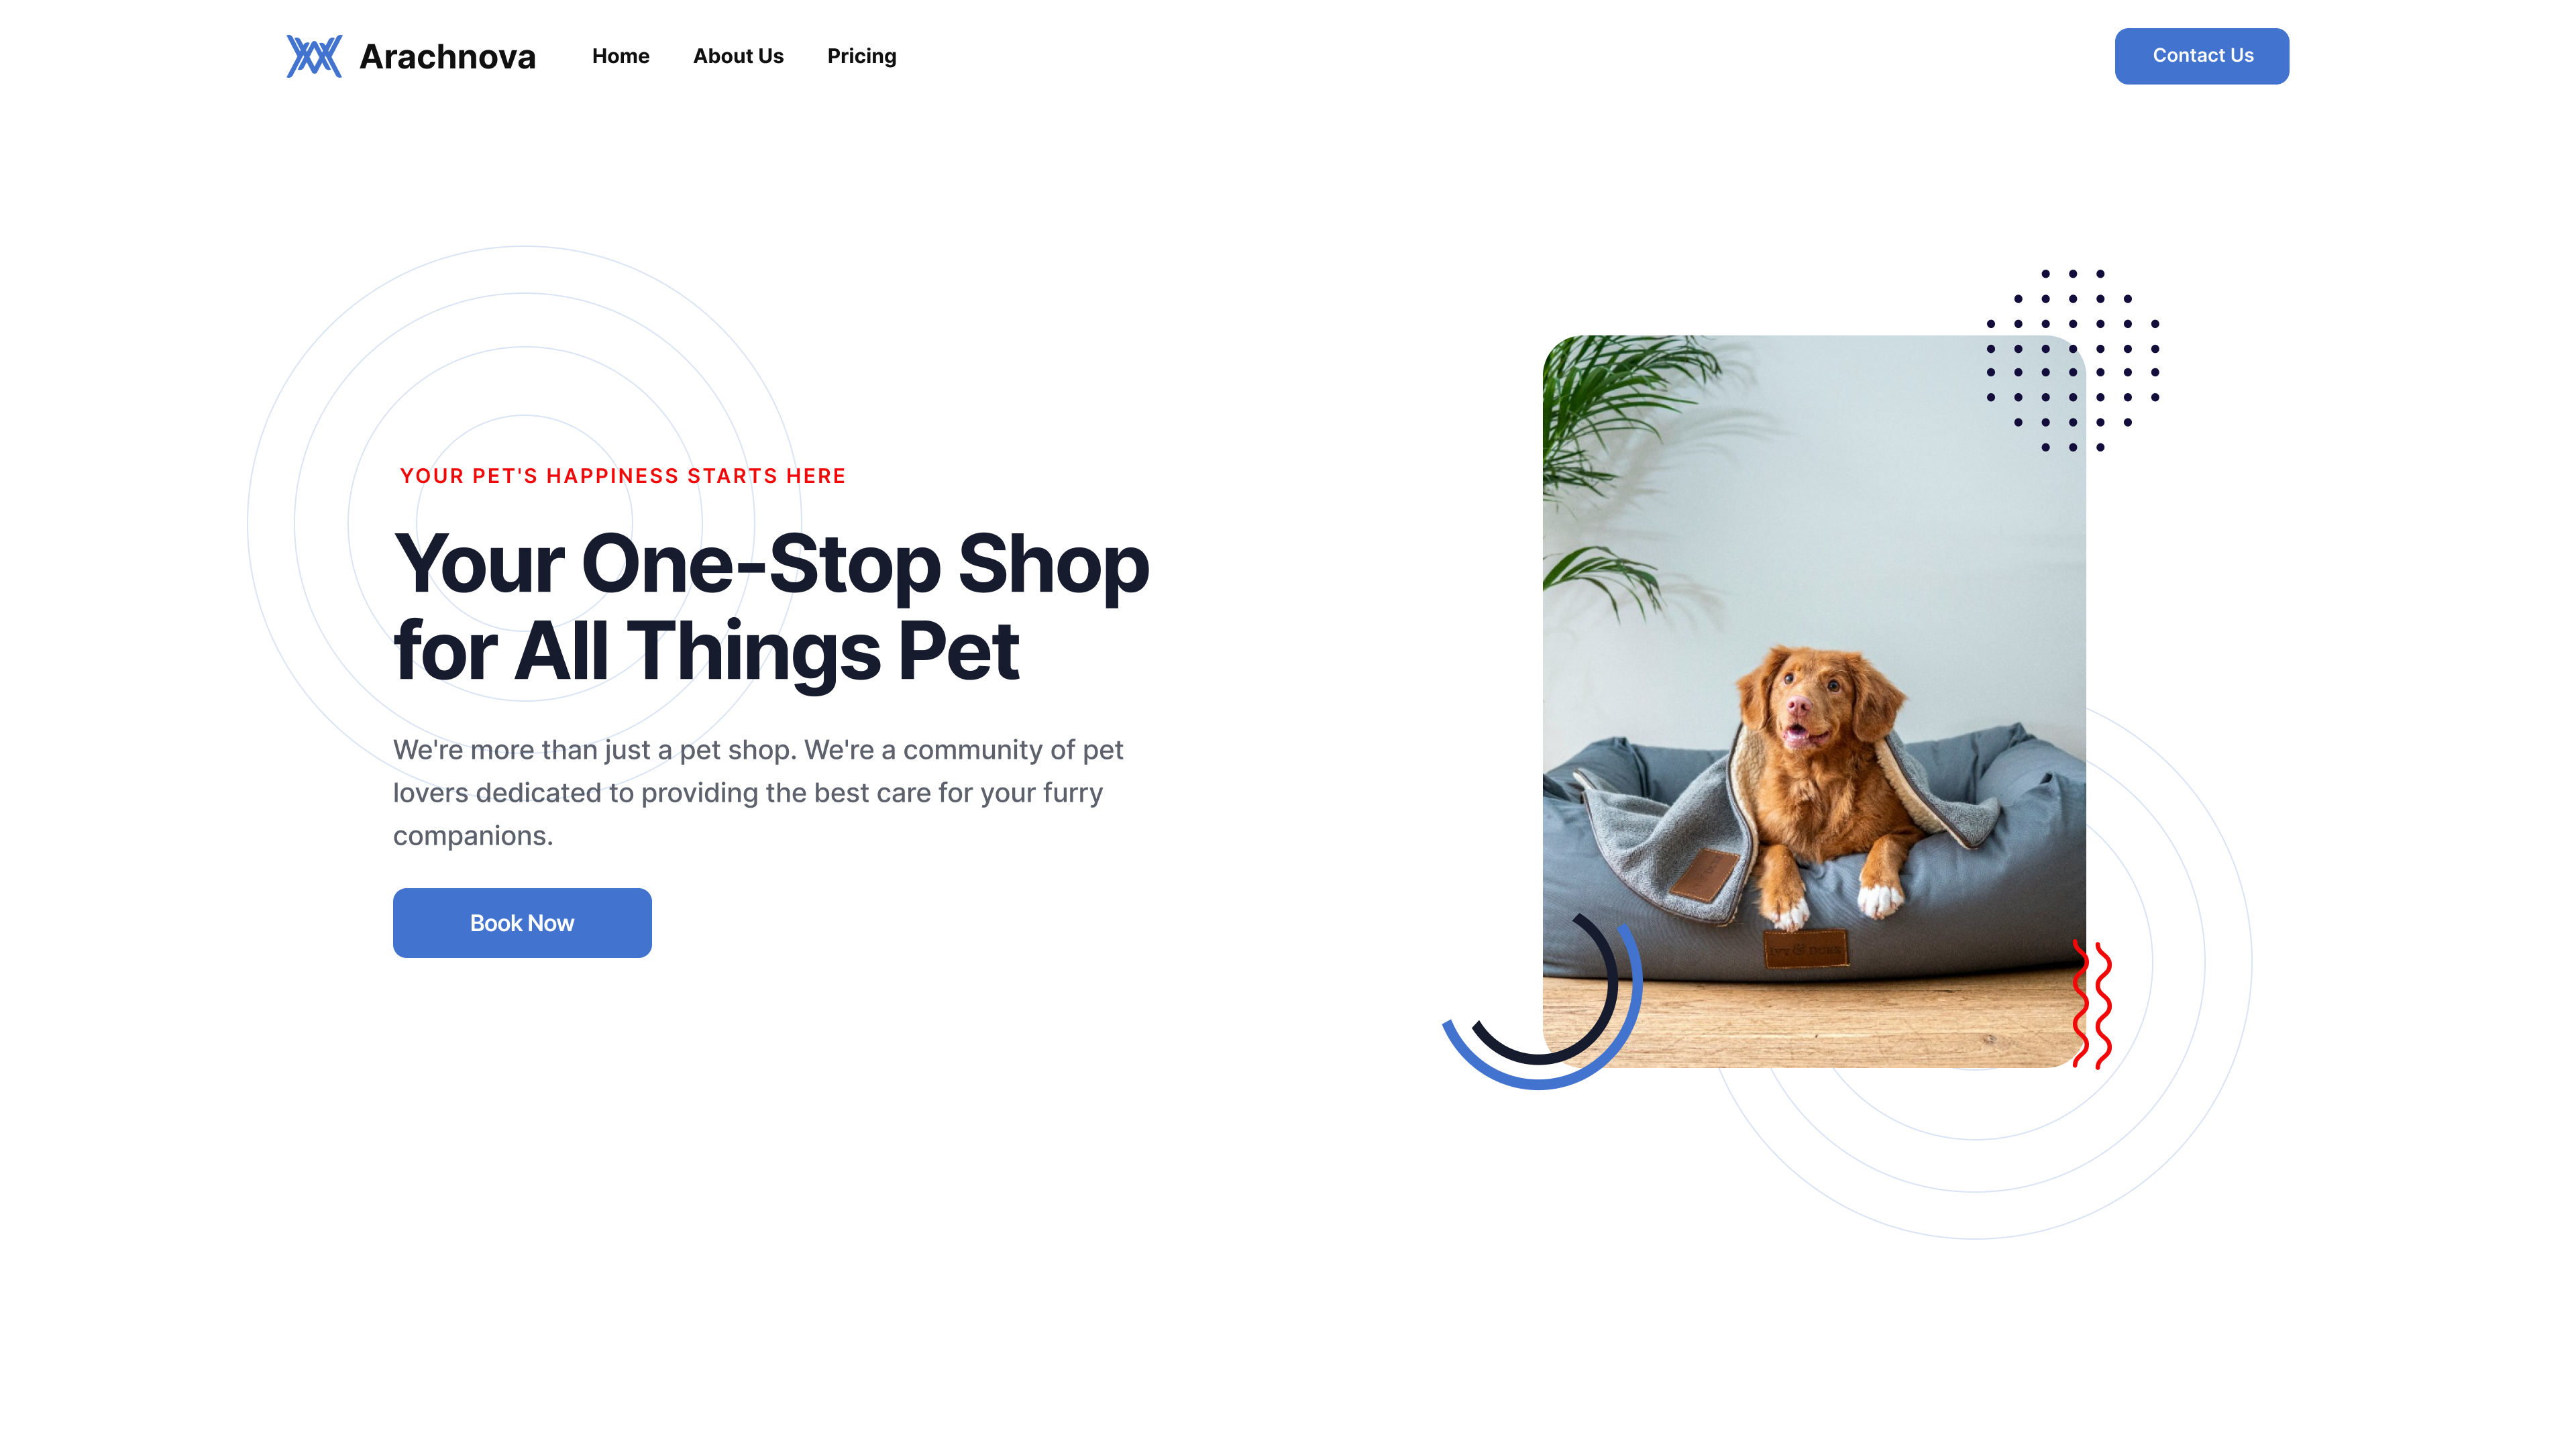 Arachnova
Home
About Us
Pricing
Contact Us
YOUR PET'S HAPPINESS STARTS HERE
Your One-Stop Shop
for All Things Pet
We're more than just a pet shop. We're a community of pet
lovers dedicated to providing the best care for your furry
companions.
Book Now